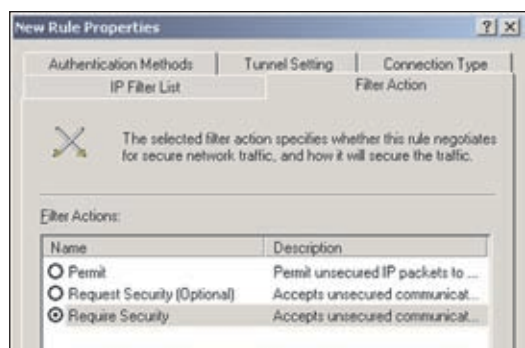 New Rule Properties
Authentication Methods
Tunnel Setting
Connection Type
IP Filter List
Filter Action
The selected filter action specifies whether this rule negotiates
for secure network traffic, and how it will secure the traffic.
Filter Actions:
Name Description
Permit Permit unsecured IP packets to ...
Request Security (Optional) Accepts unsecured communicat...
Require Security Accepts unsecured communicat...